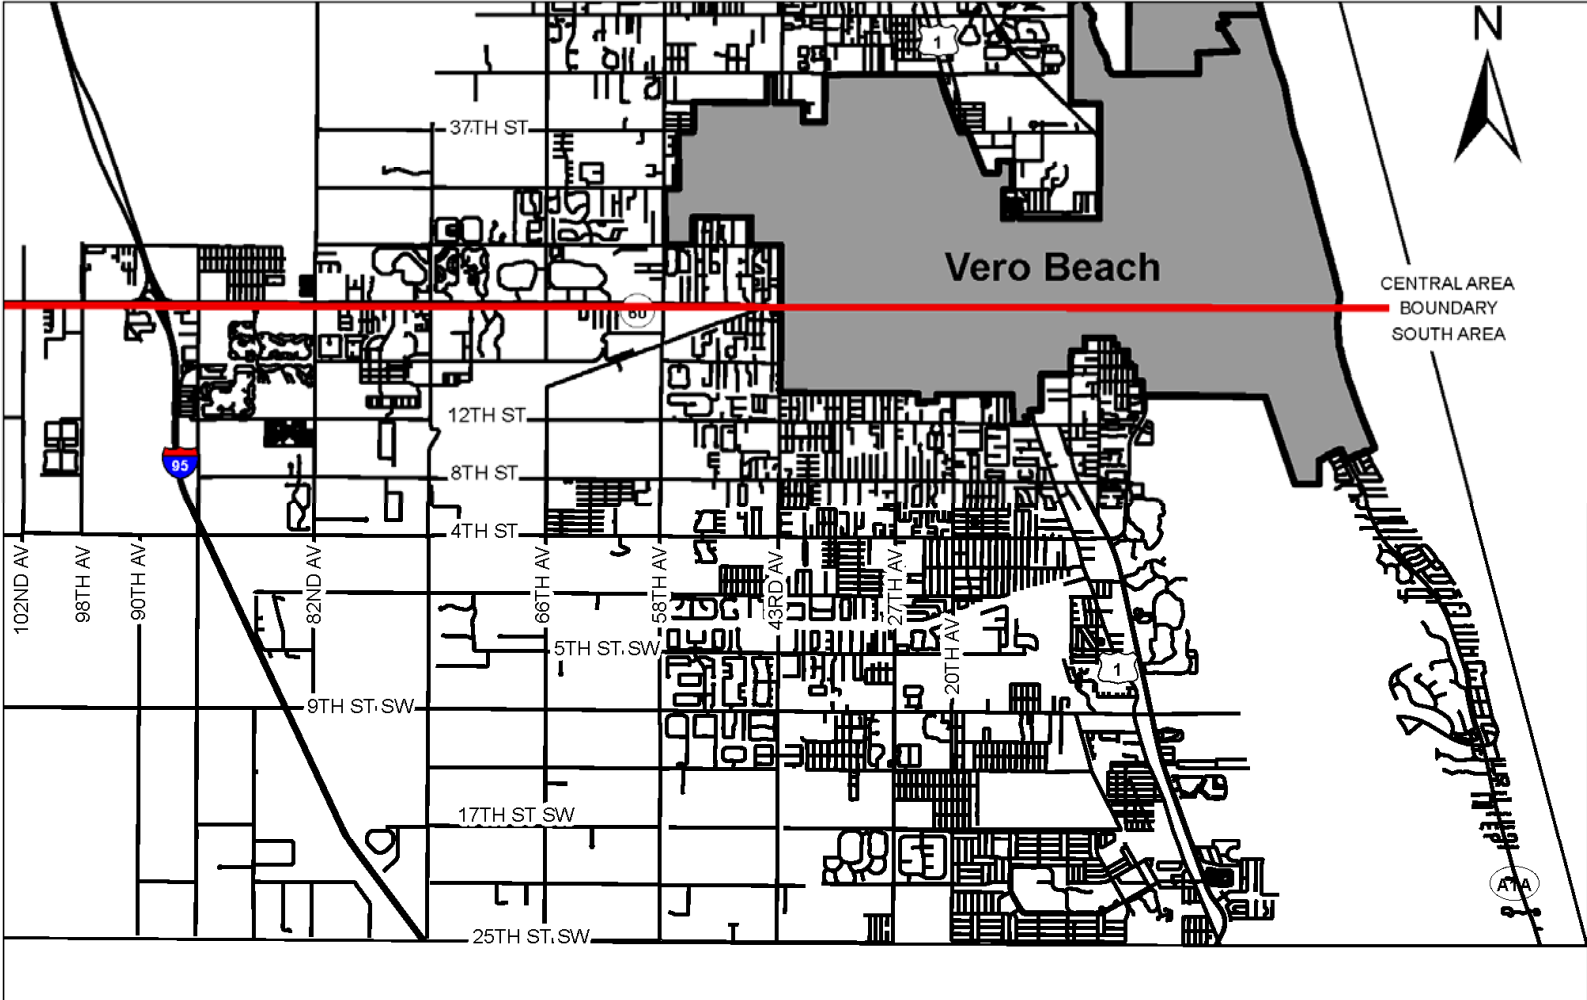 N
1
37TH ST
Vero Beach
CENTRAL AREA
BOUNDARY
SOUTH AREA
60
12TH ST
95
8TH ST
4TH ST
102ND AV
98TH AV
90TH AV
82ND AV
66TH AV
58TH AV
43RD AV
27TH AV
20TH AV
5TH ST. SW
1
9TH ST. SW
17TH ST SW
A1A
25TH ST. SW